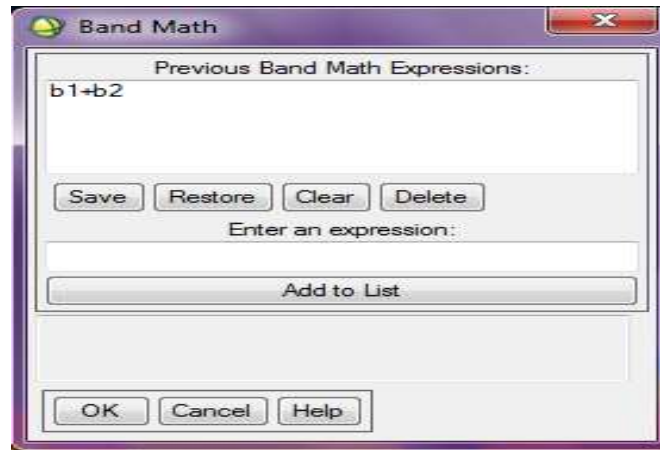 Band Math
Previous Band Math Expressions:
b1+b2
Save Restore Clear Delete
Enter an expression:
Add to List
OK Cancel Help